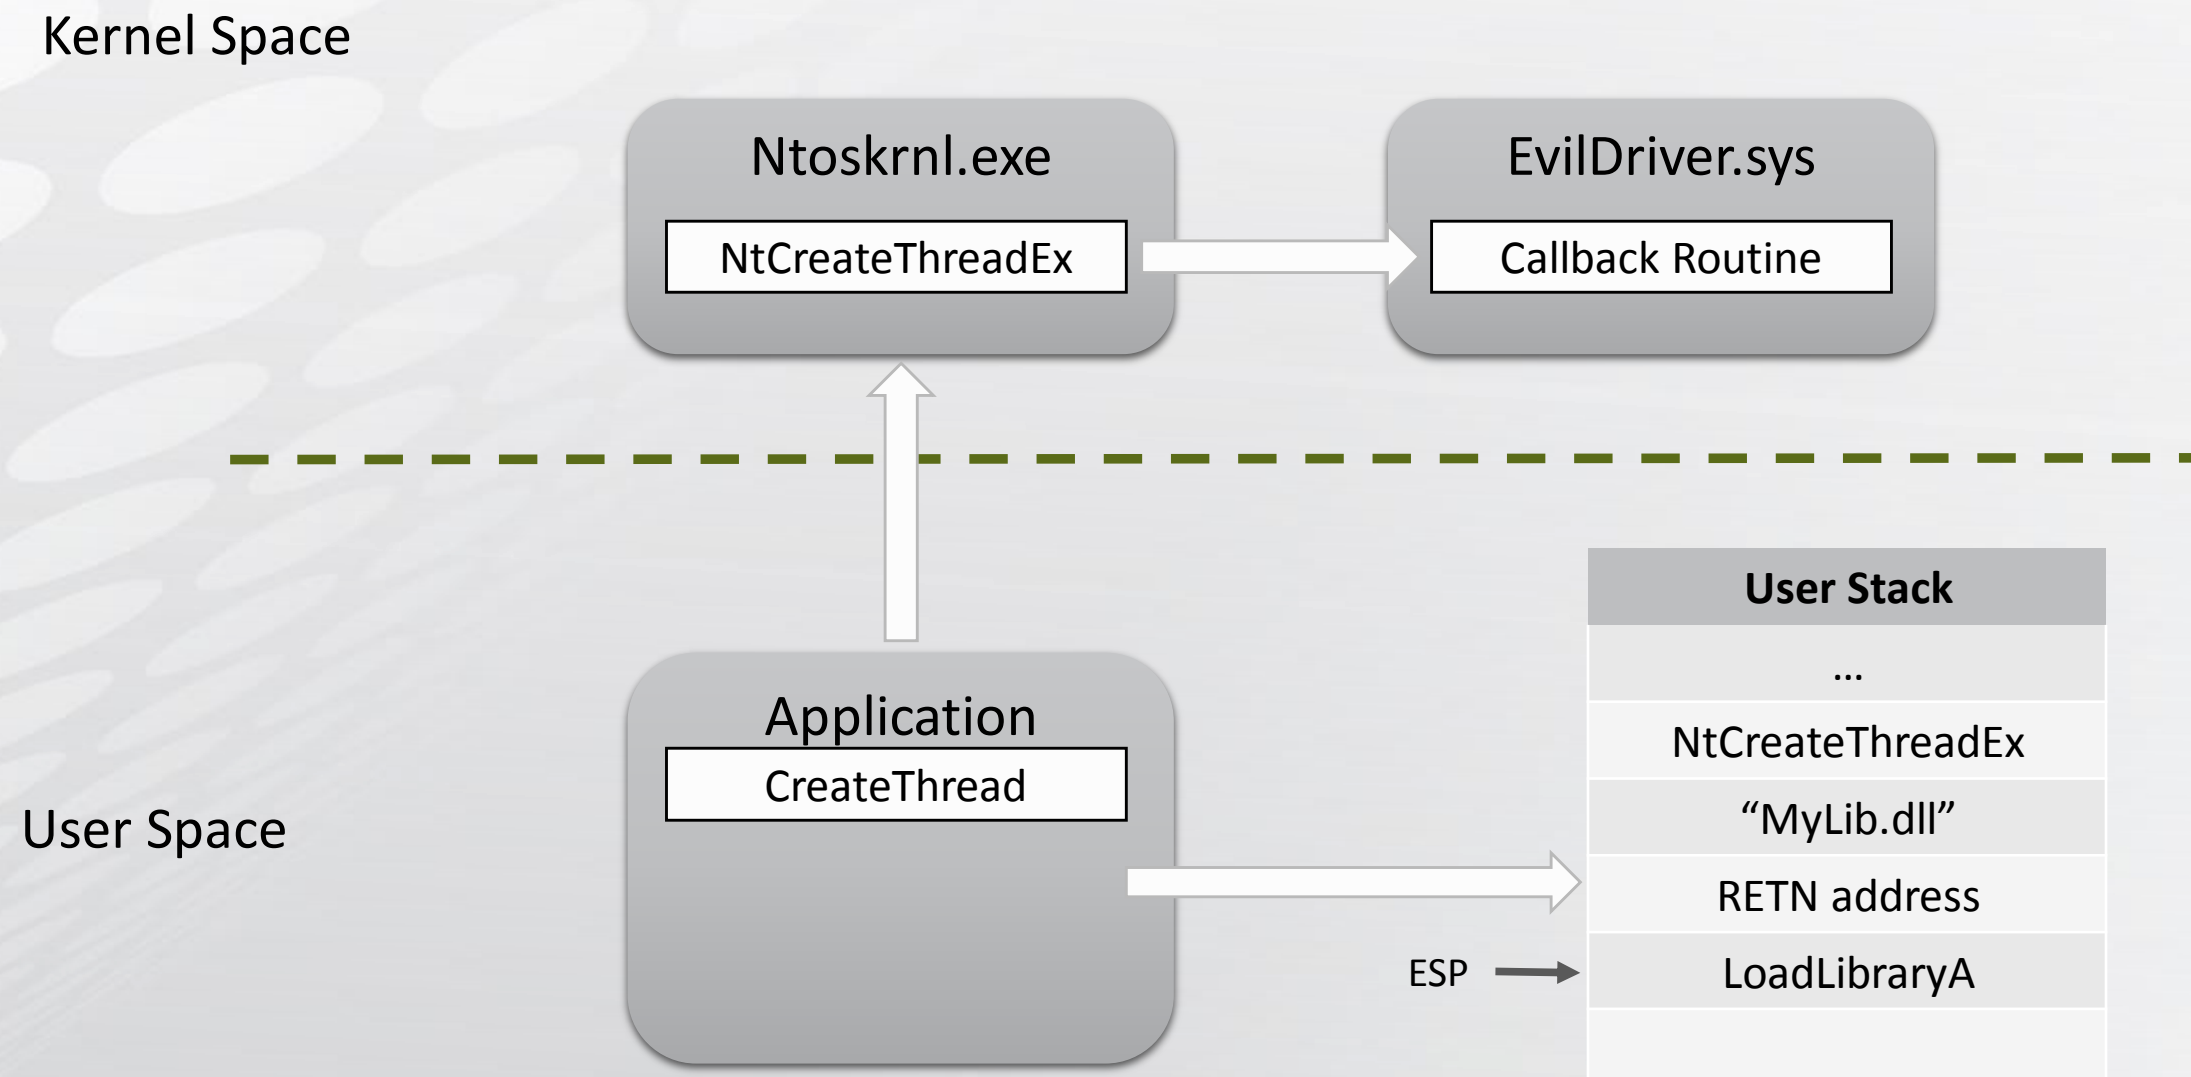 Kernel Space
Ntoskrnl.exe
NtCreateThreadEx
EvilDriver.sys
Callback Routine
User Space
Application
CreateThread
User Stack
...
NtCreateThreadEx
“MyLib.dll”
RETN address
ESP
LoadLibraryA